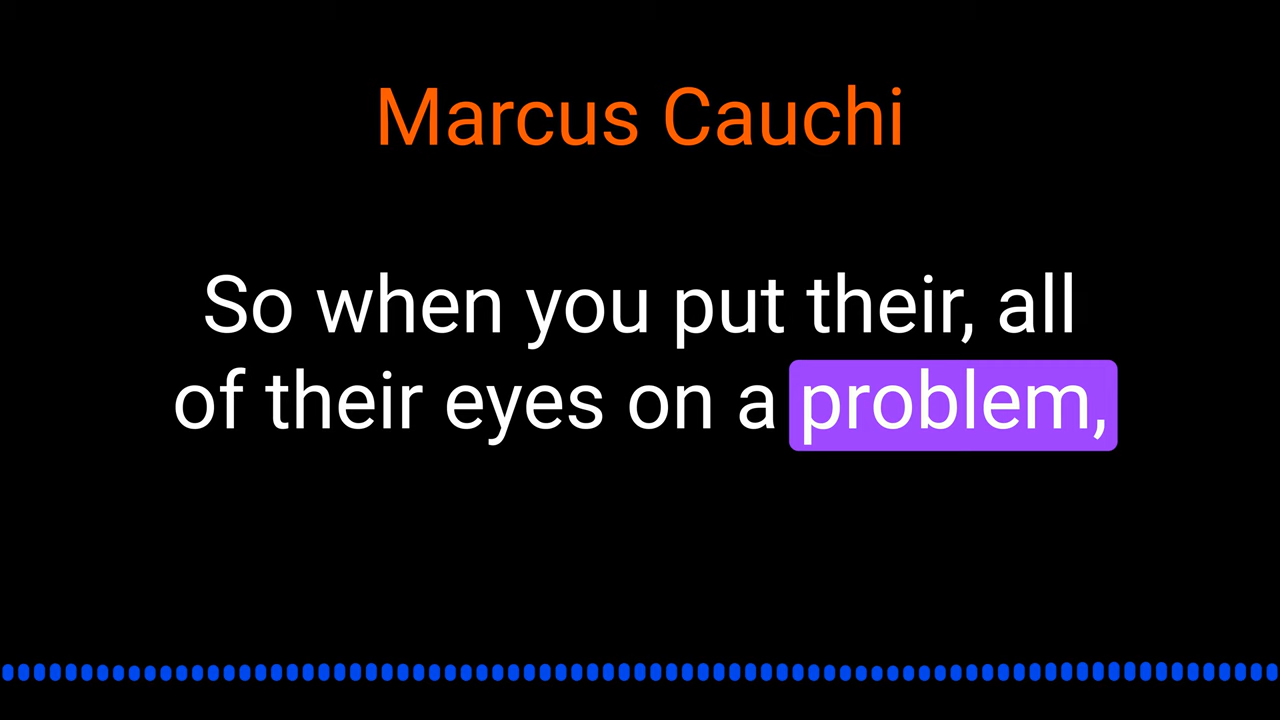 Marcus Cauchi
So when you put their, all
of their eyes on a problem,